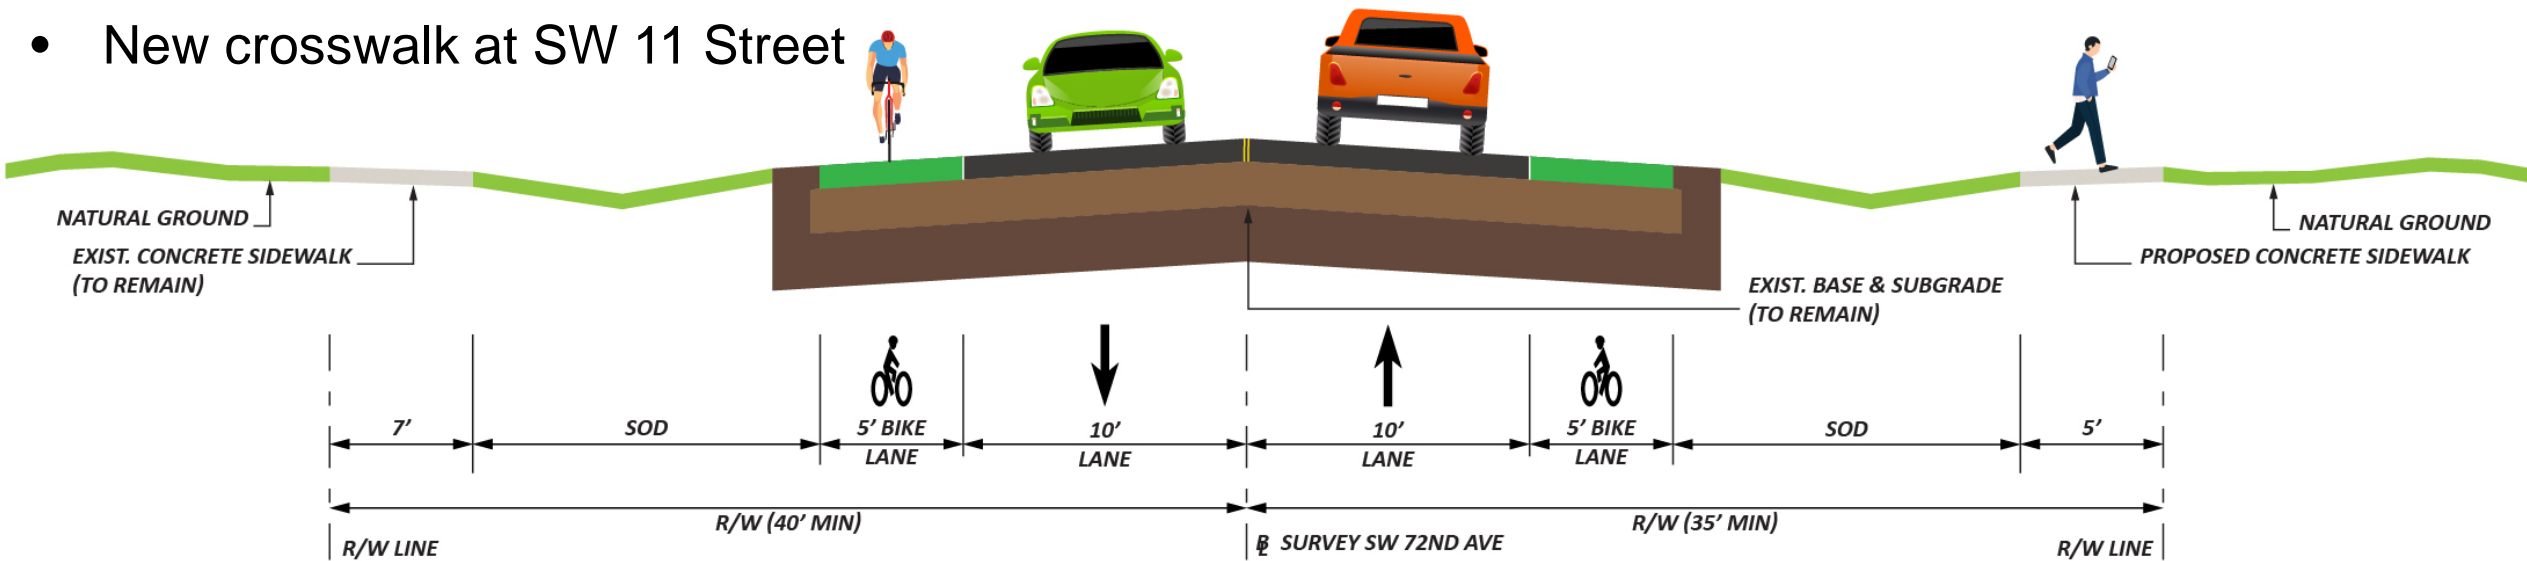 • New crosswalk at SW 11 Street
NATURAL GROUND
EXIST. CONCRETE SIDEWALK
(TO REMAIN)
NATURAL GROUND
PROPOSED CONCRETE SIDEWALK
EXIST. BASE & SUBGRADE
(TO REMAIN)
7’
SOD
5’ BIKE
LANE
10’
LANE
10’
LANE
5’ BIKE
LANE
SOD
5’
R/W (40’ MIN)
R/W (35’ MIN)
R/W LINE
BL SURVEY SW 72ND AVE
R/W LINE